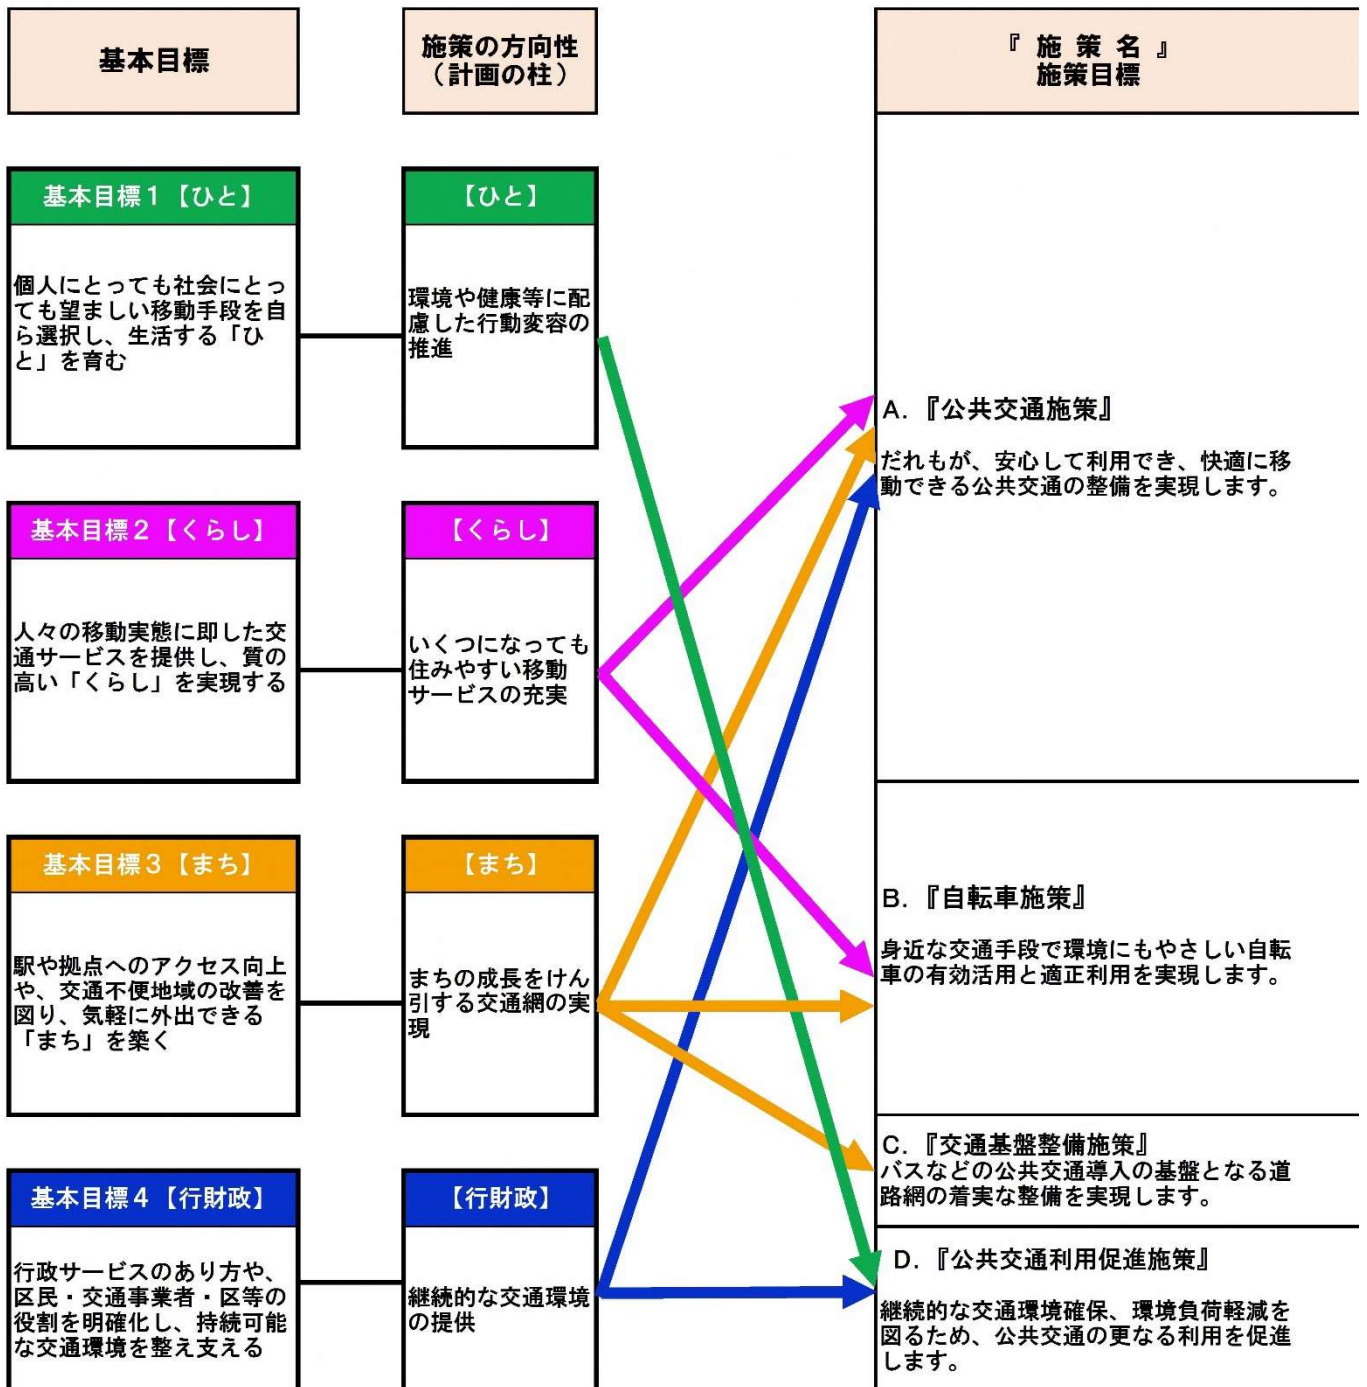 基本目標
施策の方向性
（計画の柱）
『 施 策 名 』
施策目標
基本目標１【ひと】
個人にとっても社会にとっ
ても望ましい移動手段を自
ら選択し、生活する「ひ
と」を育む
【ひと】
環境や健康等に配
慮した行動変容の
推進
基本目標２【くらし】
人々の移動実態に即した交
通サービスを提供し、質の
高い「くらし」を実現する
【くらし】
いくつになっても
住みやすい移動
サービスの充実
基本目標３【まち】
駅や拠点へのアクセス向上
や、交通不便地域の改善を
図り、気軽に外出できる
「まち」を築く
【まち】
まちの成長をけん
引する交通網の実
現
基本目標４【行財政】
行政サービスのあり方や、
区民・交通事業者・区等の
役割を明確化し、持続可能
な交通環境を整え支える
【行財政】
継続的な交通環境
の提供
A．『公共交通施策』
だれもが、安心して利用でき、快適に移
動できる公共交通の整備を実現します。
B．『自転車施策』
身近な交通手段で環境にもやさしい自転
車の有効活用と適正利用を実現します。
C．『交通基盤整備施策』
バスなどの公共交通導入の基盤となる道
路網の着実な整備を実現します。
D．『公共交通利用促進施策』
継続的な交通環境確保、環境負荷軽減を
図るため、公共交通の更なる利用を促進
します。